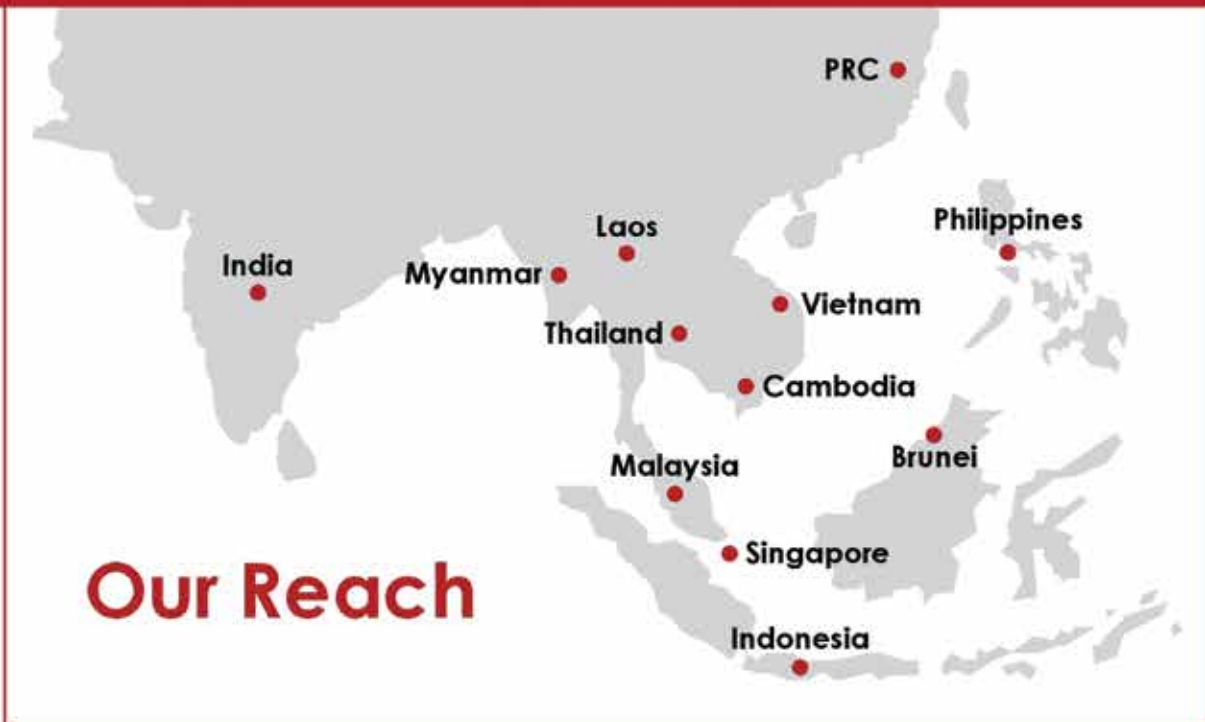 PRC
Philippines
Laos
India
Myanmar
Vietnam
Thailand
Cambodia
Brunei
Malaysia
Singapore
Our Reach
Indonesia